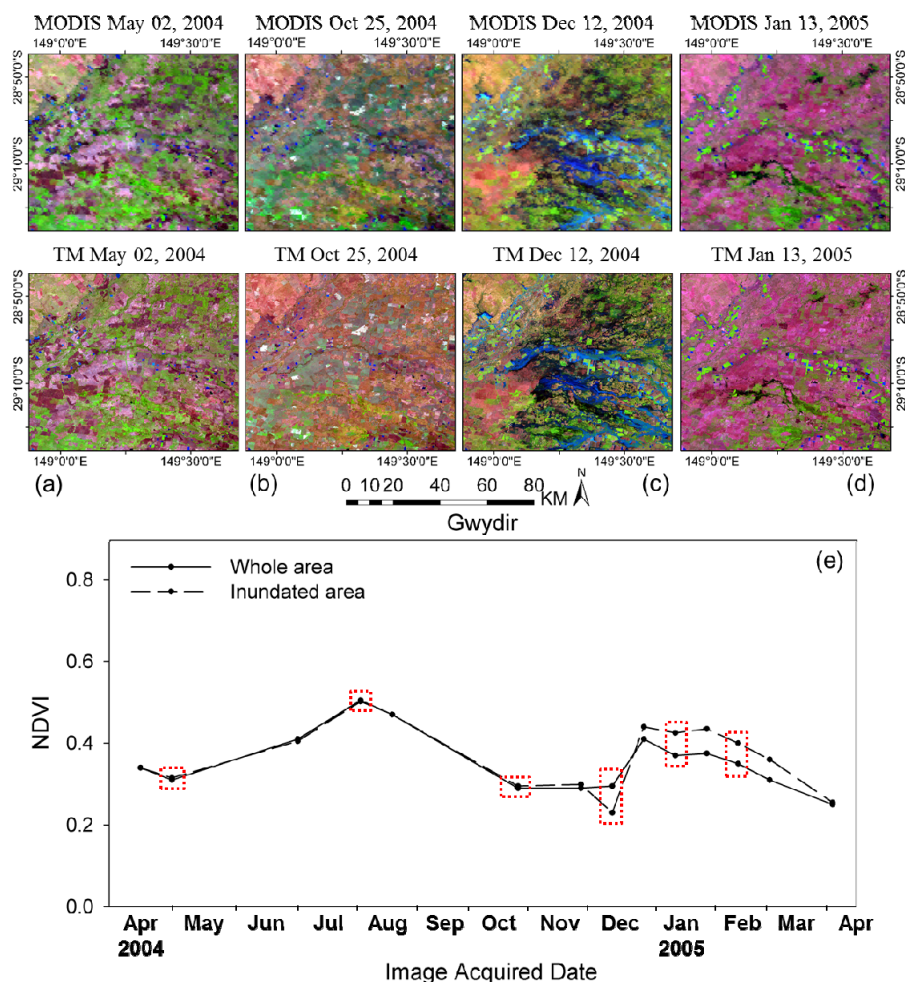 MODIS May 02, 2004
MODIS Oct 25, 2004
MODIS Dec 12, 2004
MODIS Jan 13, 2005
149°0'0"E 149°30'0"E
149°0'0"E 149°30'0"E
149°0'0"E 149°30'0"E
149°0'0"E 149°30'0"E
28°50'0"S
29°10'0"S
28°50'0"S
29°10'0"S
TM May 02, 2004
TM Oct 25, 2004
TM Dec 12, 2004
TM Jan 13, 2005
28°50'0"S
29°10'0"S
28°50'0"S
29°10'0"S
149°0'0"E 149°30'0"E
149°0'0"E 149°30'0"E
149°0'0"E 149°30'0"E
149°0'0"E 149°30'0"E
(a)
(b)
(c)
(d)
N
0 10 20 40 60 80 KM
Gwydir
(e)
Whole area
Inundated area
0.8
0.6
0.4
0.2
0.0
NDVI
Apr May Jun Jul Aug Sep Oct Nov Dec Jan Feb Mar Apr
2004 2005
Image Acquired Date